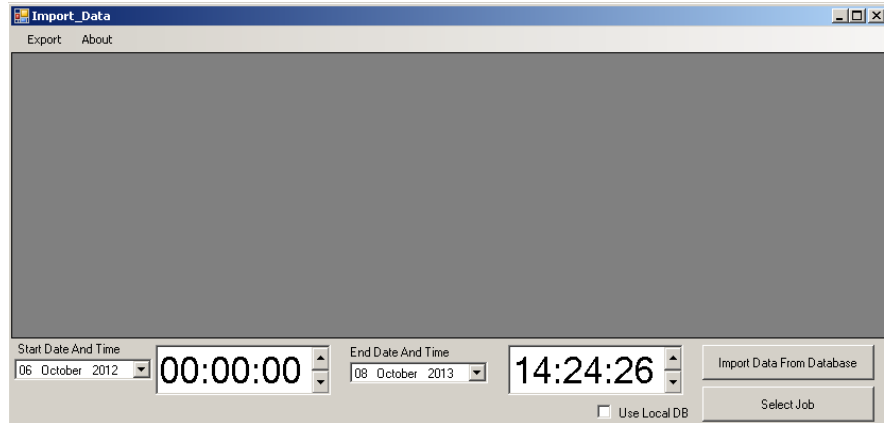 Import_Data
Export About
Start Date And Time
06 October 2012
00:00:00
End Date And Time
08 October 2013
14:24:26
Import Data From Database
Use Local DB
Select Job